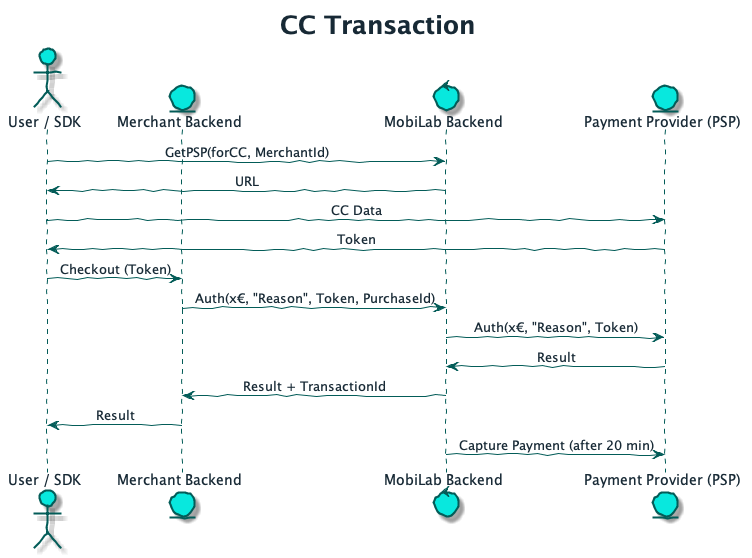 CC Transaction
User / SDK
Merchant Backend
MobiLab Backend
Payment Provider (PSP)
GetPSP(forCC, MerchantId)
URL
CC Data
Token
Checkout (Token)
Auth(x€, "Reason", Token, PurchaseId)
Auth(x€, "Reason", Token)
Result
Result + TransactionId
Result
Capture Payment (after 20 min)
User / SDK
Merchant Backend
MobiLab Backend
Payment Provider (PSP)